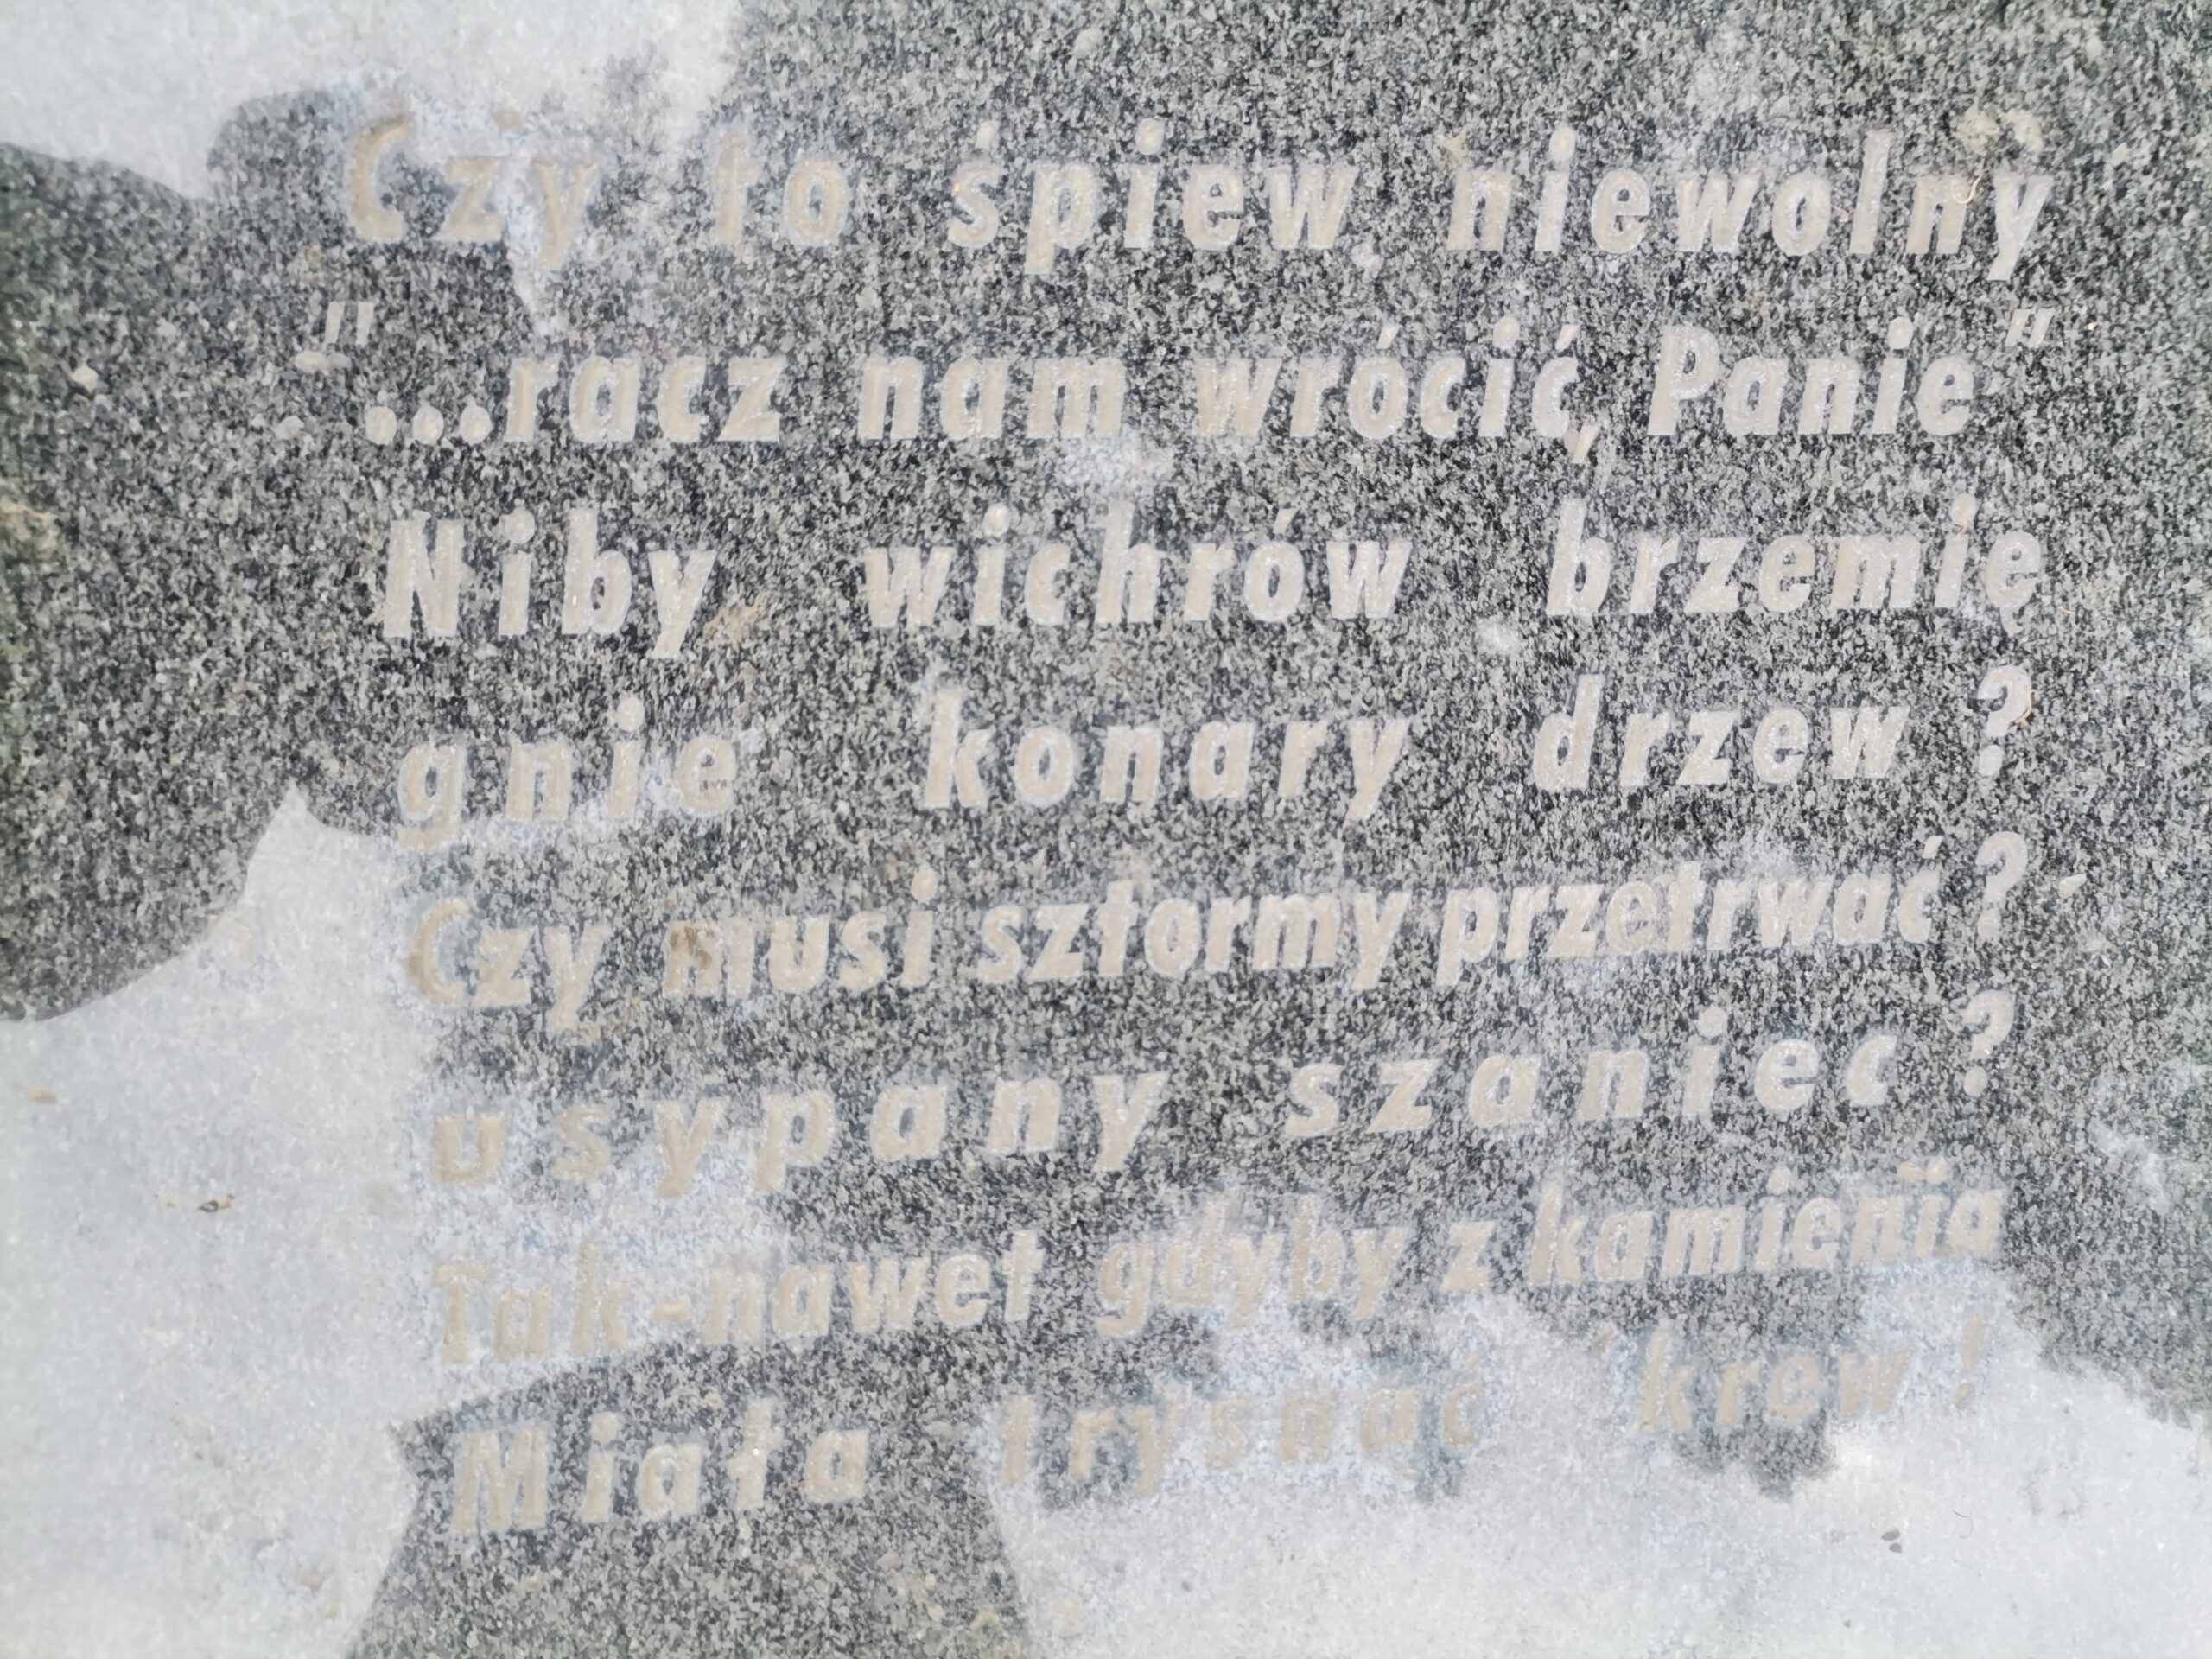 Czy to śpiew niewolny
"...racz nam wrócić, Panie"
Niby wichrów brzemię
gnie konary drzew ?
Czy musi sztormy przetrwać ?
usypany szaniec ?
Tak-nawet gdyby z kamienia
Miała trysnąć krew !